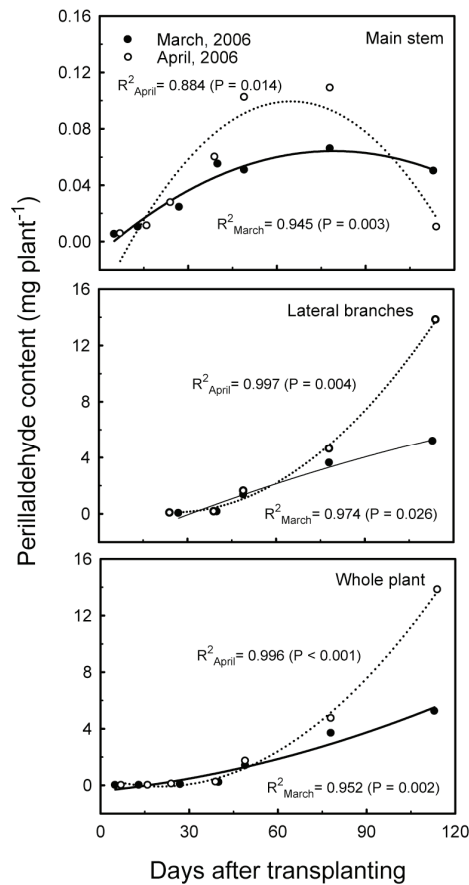 March, 2006
April, 2006
Main stem
R²April = 0.884 (P = 0.014)
R²March = 0.945 (P = 0.003)
0.16
0.12
0.08
0.04
0.00
Perillaldehyde content (mg plant⁻¹)
Lateral branches
R²April = 0.997 (P = 0.004)
R²March = 0.974 (P = 0.026)
16
12
8
4
0
Whole plant
R²April = 0.996 (P < 0.001)
R²March = 0.952 (P = 0.002)
16
12
8
4
0
0 30 60 90 120
Days after transplanting